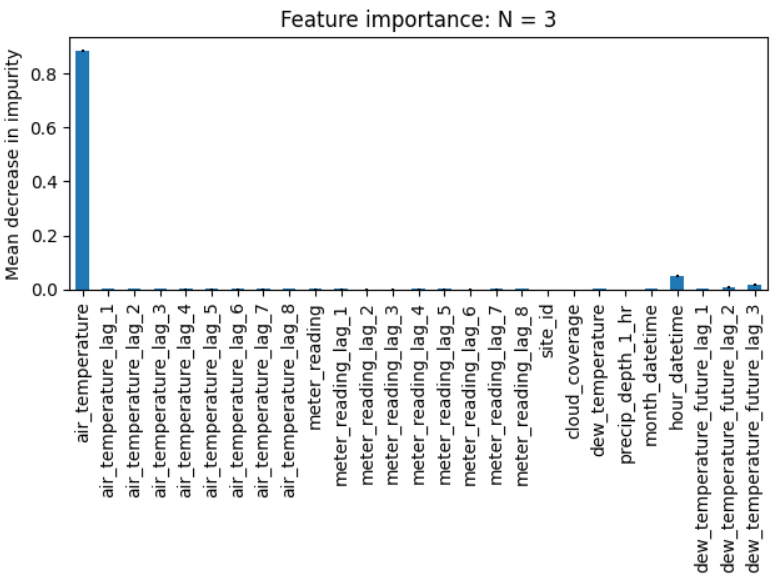 Feature importance: N = 3
Mean decrease in impurity
0.8
0.6
0.4
0.2
0.0
air_temperature
air_temperature_lag_1
air_temperature_lag_2
air_temperature_lag_3
air_temperature_lag_4
air_temperature_lag_5
air_temperature_lag_6
air_temperature_lag_7
air_temperature_lag_8
meter_reading
meter_reading_lag_1
meter_reading_lag_2
meter_reading_lag_3
meter_reading_lag_4
meter_reading_lag_5
meter_reading_lag_6
meter_reading_lag_7
meter_reading_lag_8
site_id
cloud_coverage
dew_temperature
precip_depth_1_hr
month_datetime
hour_datetime
dew_temperature_future_lag_1
dew_temperature_future_lag_2
dew_temperature_future_lag_3